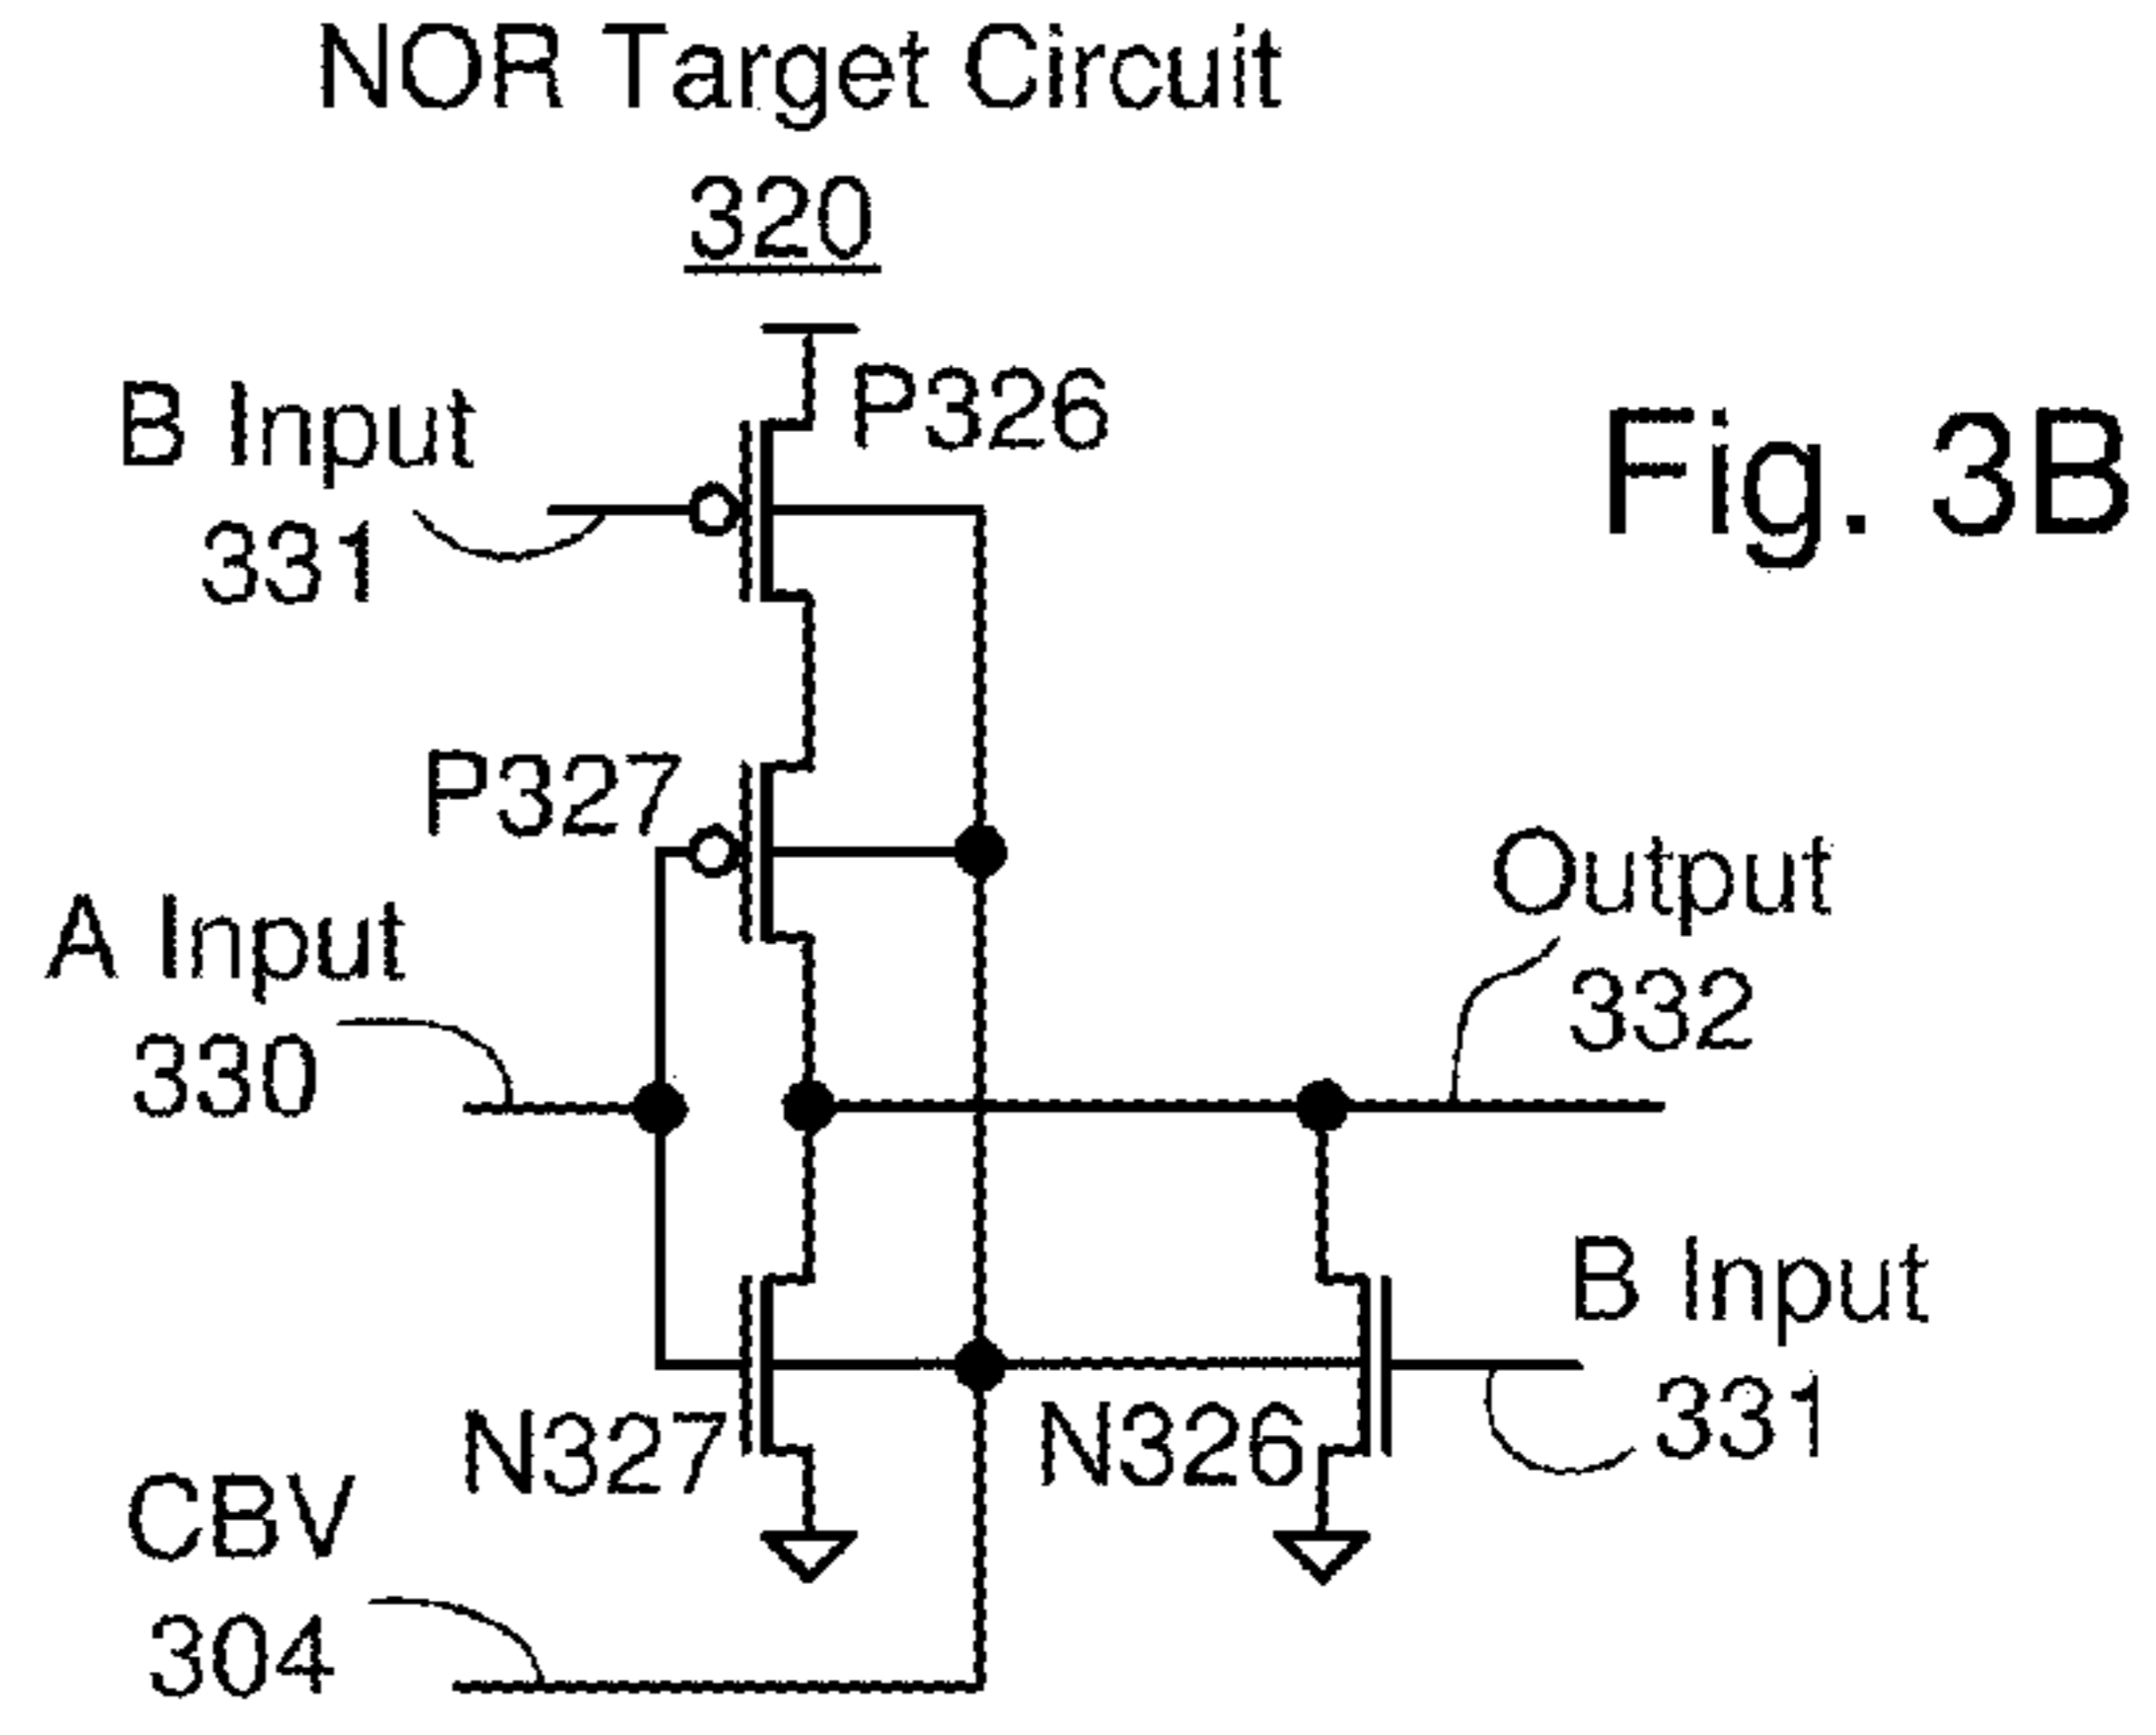 NOR Target Circuit
320
P326
B Input
331
Fig. 3B
P327
A Input
330
Output
332
B Input
331
N327
N326
CBV
304